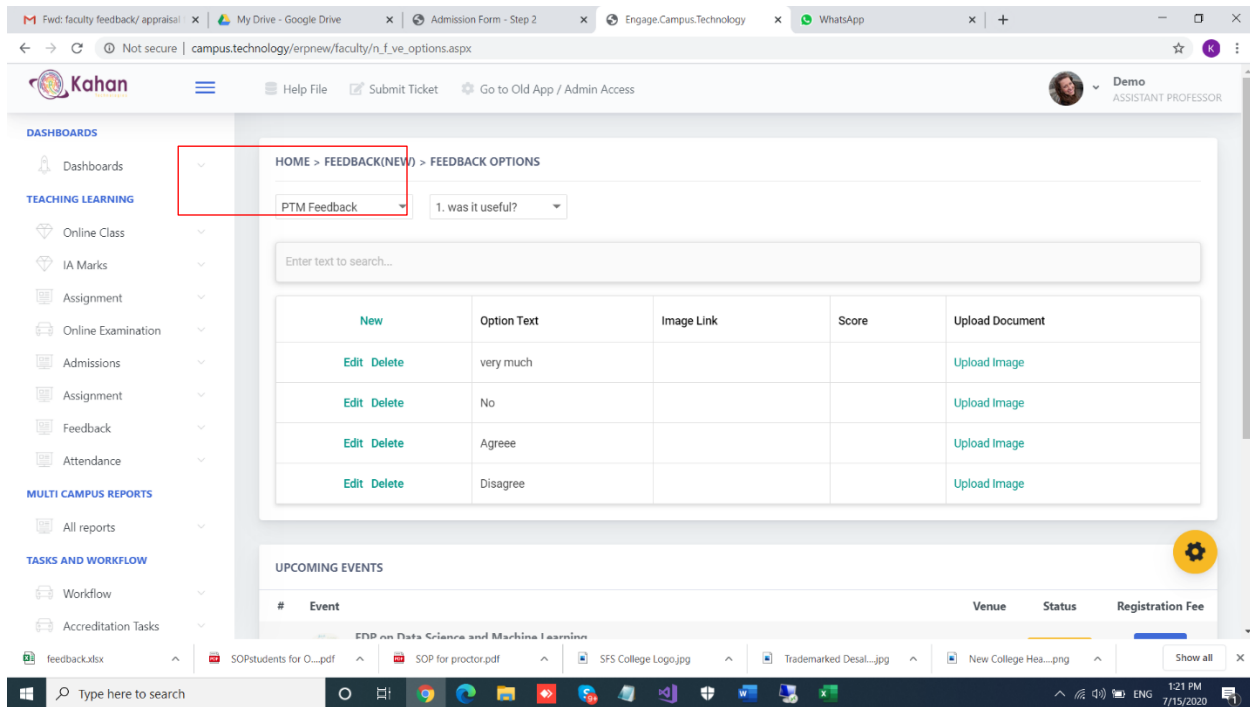 Fwd: faculty feedback/ appraisal
My Drive - Google Drive
Admission Form - Step 2
Engage.Campus.Technology
WhatsApp
Not secure | campus.technology/erpnew/faculty/n_f_ve_options.aspx
K
Kahan
Help File
Submit Ticket
Go to Old App / Admin Access
Demo
ASSISTANT PROFESSOR
DASHBOARDS
Dashboards
TEACHING LEARNING
Online Class
IA Marks
Assignment
Online Examination
Admissions
Assignment
Feedback
Attendance
MULTI CAMPUS REPORTS
All reports
TASKS AND WORKFLOW
Workflow
Accreditation Tasks
HOME > FEEDBACK(NEW) > FEEDBACK OPTIONS
PTM Feedback
1. was it useful?
Enter text to search...
New Option Text Image Link Score Upload Document
Edit Delete very much Upload Image
Edit Delete No Upload Image
Edit Delete Agreee Upload Image
Edit Delete Disagree Upload Image
UPCOMING EVENTS
# Event Venue Status Registration Fee
FDP on Data Science and Machine Learning
feedback.xlsx
SOPstudents for O....pdf
SOP for proctor.pdf
SFS College Logo.jpg
Trademarked Desal....jpg
New College Hea....png
Show all
Type here to search
ENG
1:21 PM
7/15/2020